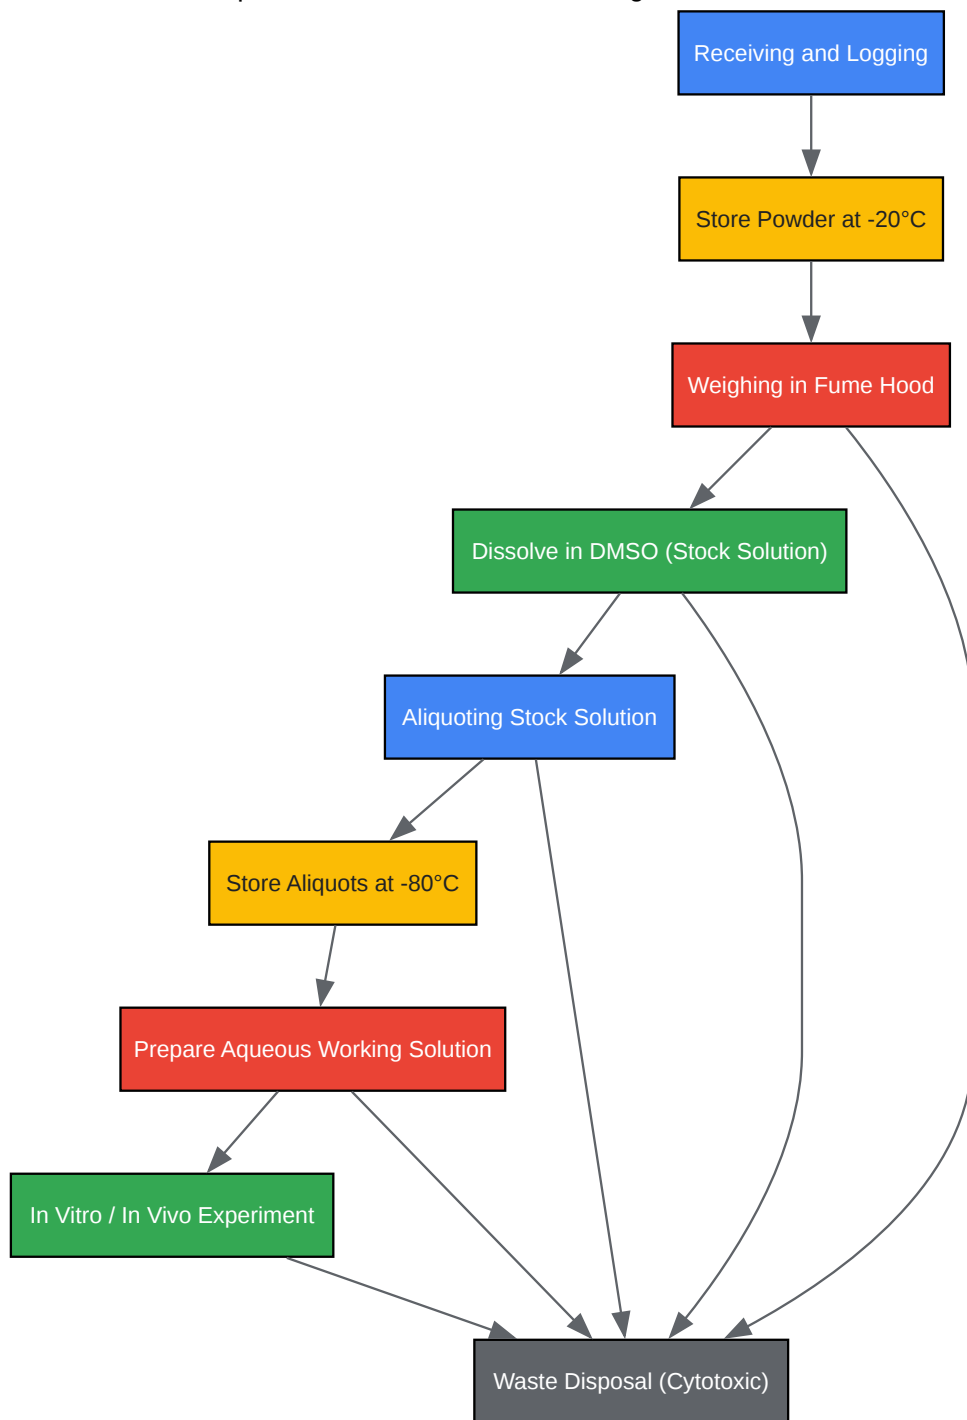 Receiving and Logging
Store Powder at -20°C
Weighing in Fume Hood
Dissolve in DMSO (Stock Solution)
Aliquoting Stock Solution
Store Aliquots at -80°C
Prepare Aqueous Working Solution
In Vitro / In Vivo Experiment
Waste Disposal (Cytotoxic)